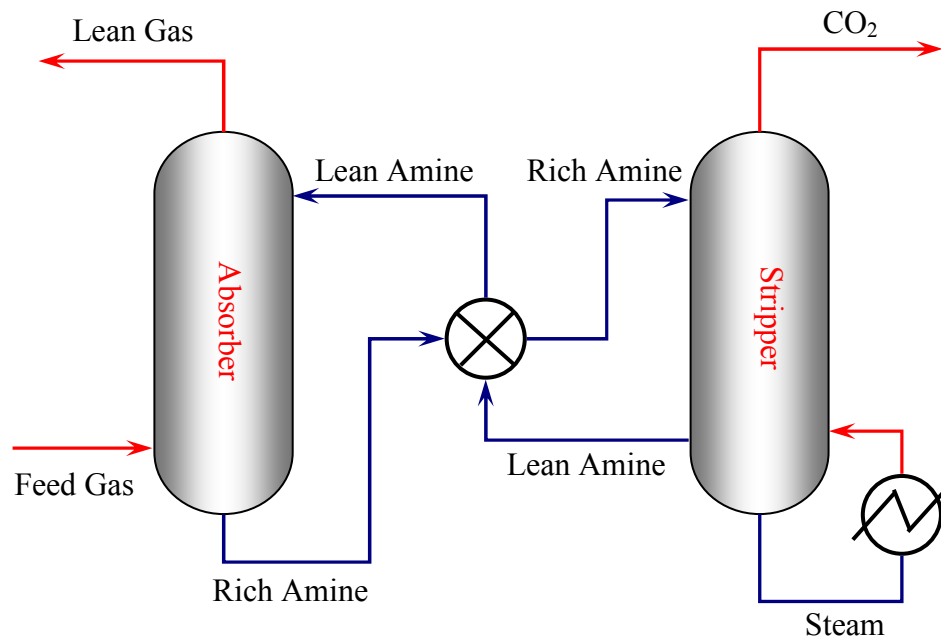 Lean Gas
CO₂
Lean Amine
Rich Amine
Absorber
Stripper
Feed Gas
Lean Amine
Rich Amine
Steam